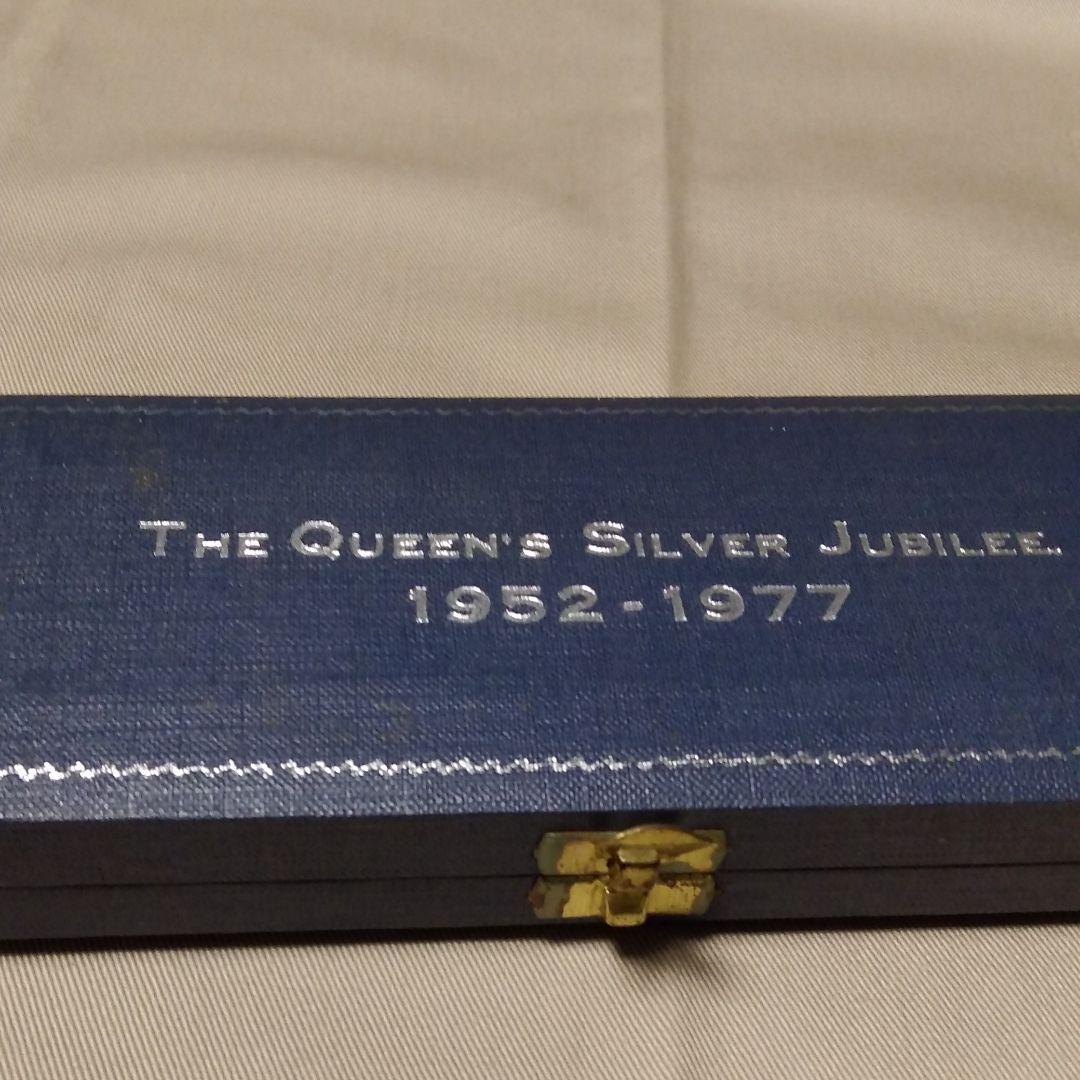 THE QUEEN'S SILVER JUBILEE.
1952-1977